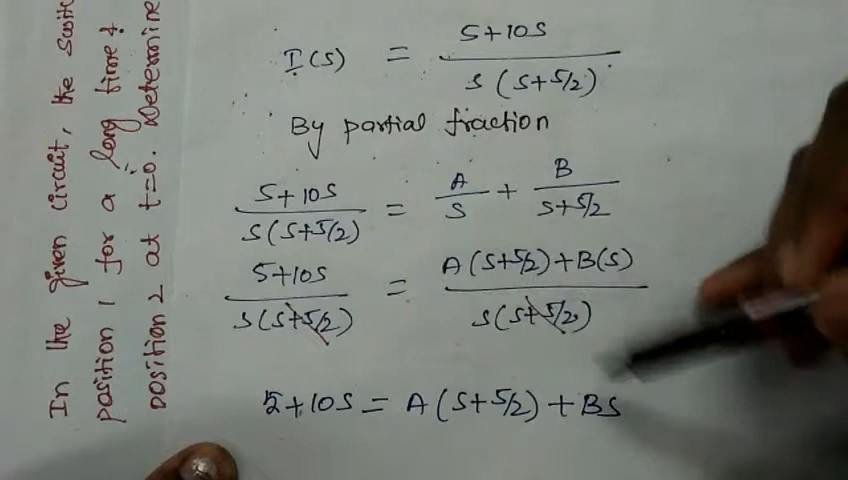 In the given circuit, the switc
position 1 for a long time &
position 2 at t=0. Determine
I(s) = 5+10s / s(s+5/2)
By partial fraction
5+10s / s(s+5/2) = A/s + B/s+5/2
5+10s / s(s+5/2) = A(s+5/2)+B(s) / s(s+5/2)
5+10s = A(s+5/2)+Bs